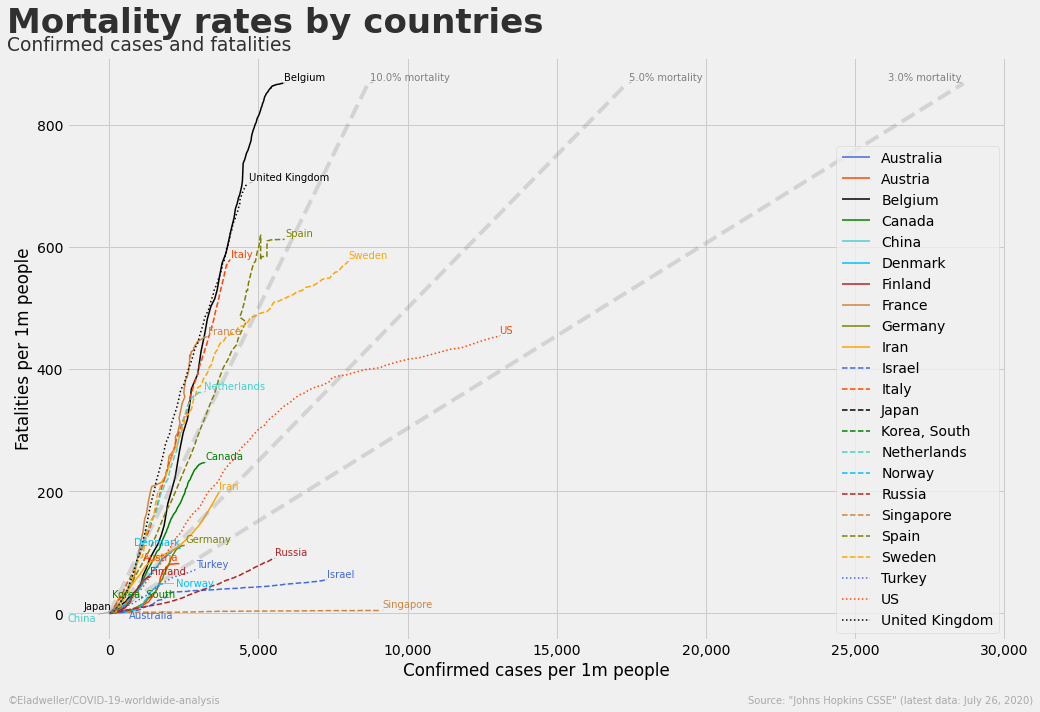 Mortality rates by countries
Confirmed cases and fatalities
Belgium
10.0% mortality
5.0% mortality
3.0% mortality
United Kingdom
Spain
Italy
Sweden
France
US
Netherlands
Canada
Iran
Denmark
Germany
Austria
Russia
Turkey
Finland
Israel
Norway
Korea, South
Japan
Singapore
China
Australia
Fatalities per 1m people
800
600
400
200
0
0
5,000
10,000
15,000
20,000
25,000
30,000
Confirmed cases per 1m people
Australia
Austria
Belgium
Canada
China
Denmark
Finland
France
Germany
Iran
Israel
Italy
Japan
Korea, South
Netherlands
Norway
Russia
Singapore
Spain
Sweden
Turkey
US
United Kingdom
©Eladweller/COVID-19-worldwide-analysis
Source: "Johns Hopkins CSSE" (latest data: July 26, 2020)